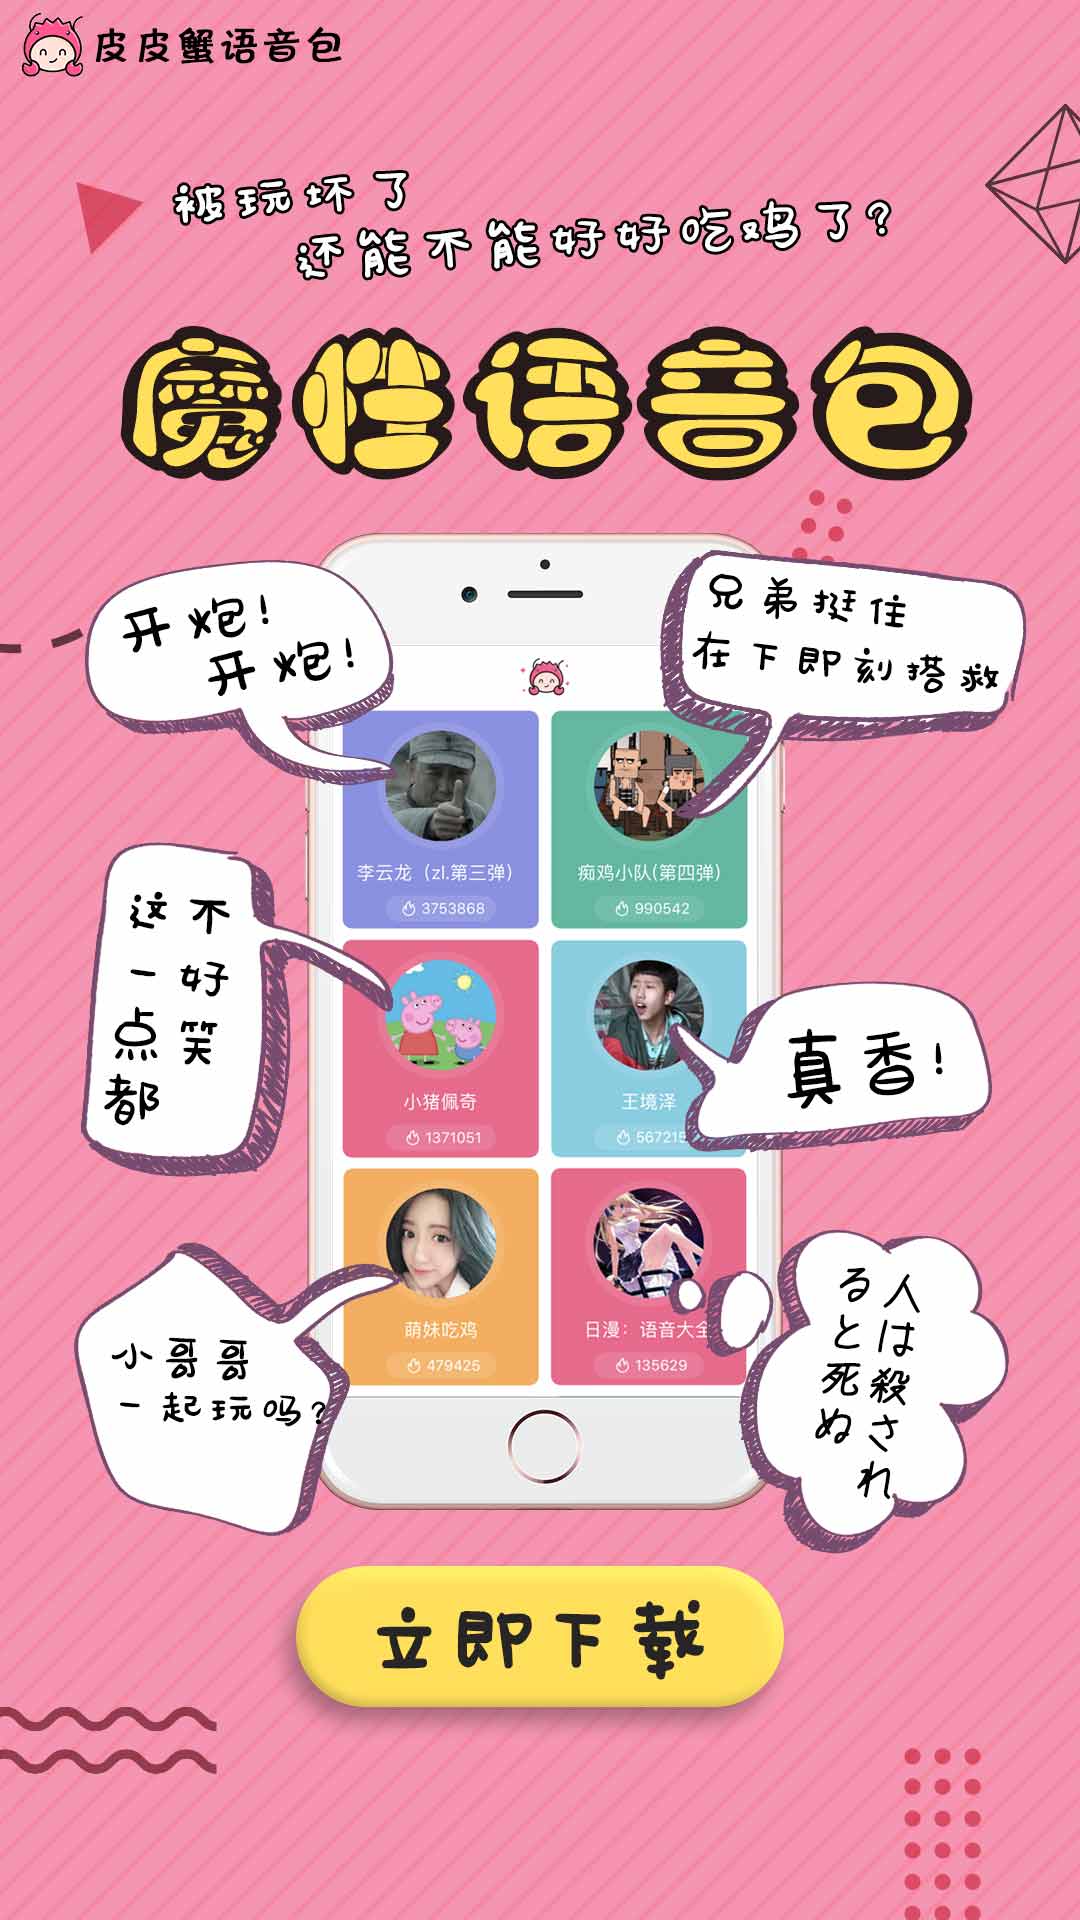 皮皮蟹语音包
被玩坏了
还能不能好好吃鸡了?
魔性语音包
开炮!
开炮!
兄弟挺住
在下即刻搭救
李云龙（zl.第三弹）
3753868
痴鸡小队(第四弹)
990542
这一点都
不好笑
小猪佩奇
1371051
王境泽
567215
真香!
萌妹吃鸡
479425
日漫：语音大全
135629
小哥哥
一起玩吗?
人は殺され
ると死ぬ
立即下载